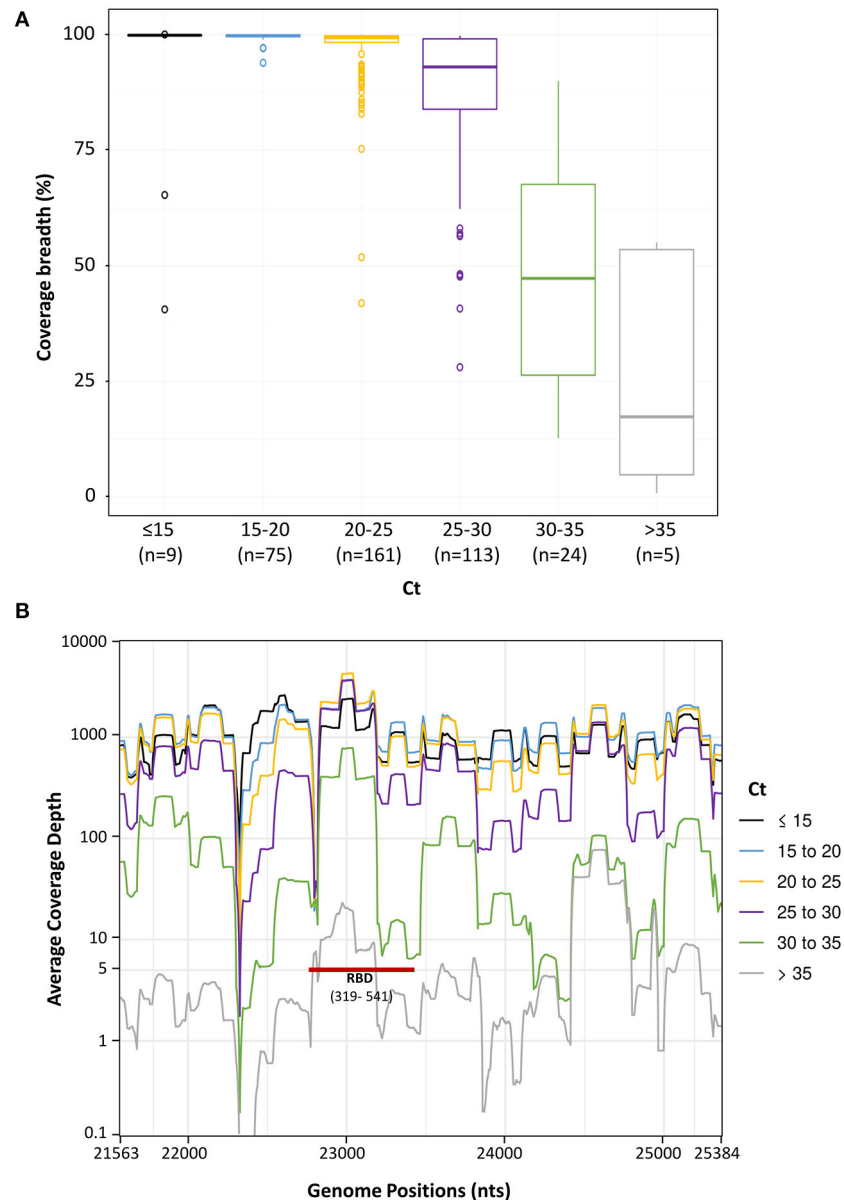 A
100
75
50
25
0
Coverage breadth (%)
≤15 15-20 20-25 25-30 30-35 >35
(n=9) (n=75) (n=161) (n=113) (n=24) (n=5)
Ct
B
10000
1000
100
10
5
1
0.1
Average Coverage Depth
RBD
(319- 541)
21563 22000 23000 24000 25000 25384
Genome Positions (nts)
Ct
≤ 15
15 to 20
20 to 25
25 to 30
30 to 35
> 35